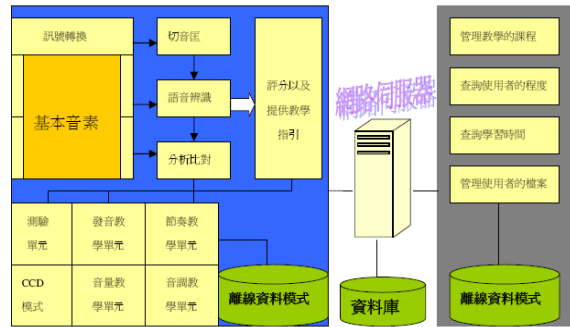 訊號轉換
基本音素
切音匡
語音辨識
分析比對
評分以及
提供教學
指引
測驗
單元
發音教
學單元
節奏教
學單元
CCD
模式
音量教
學單元
音調教
學單元
離線資料模式
網路伺服器
資料庫
管理教學的課程
查詢使用者的程度
查詢學習時間
管理使用者的檔案
離線資料模式